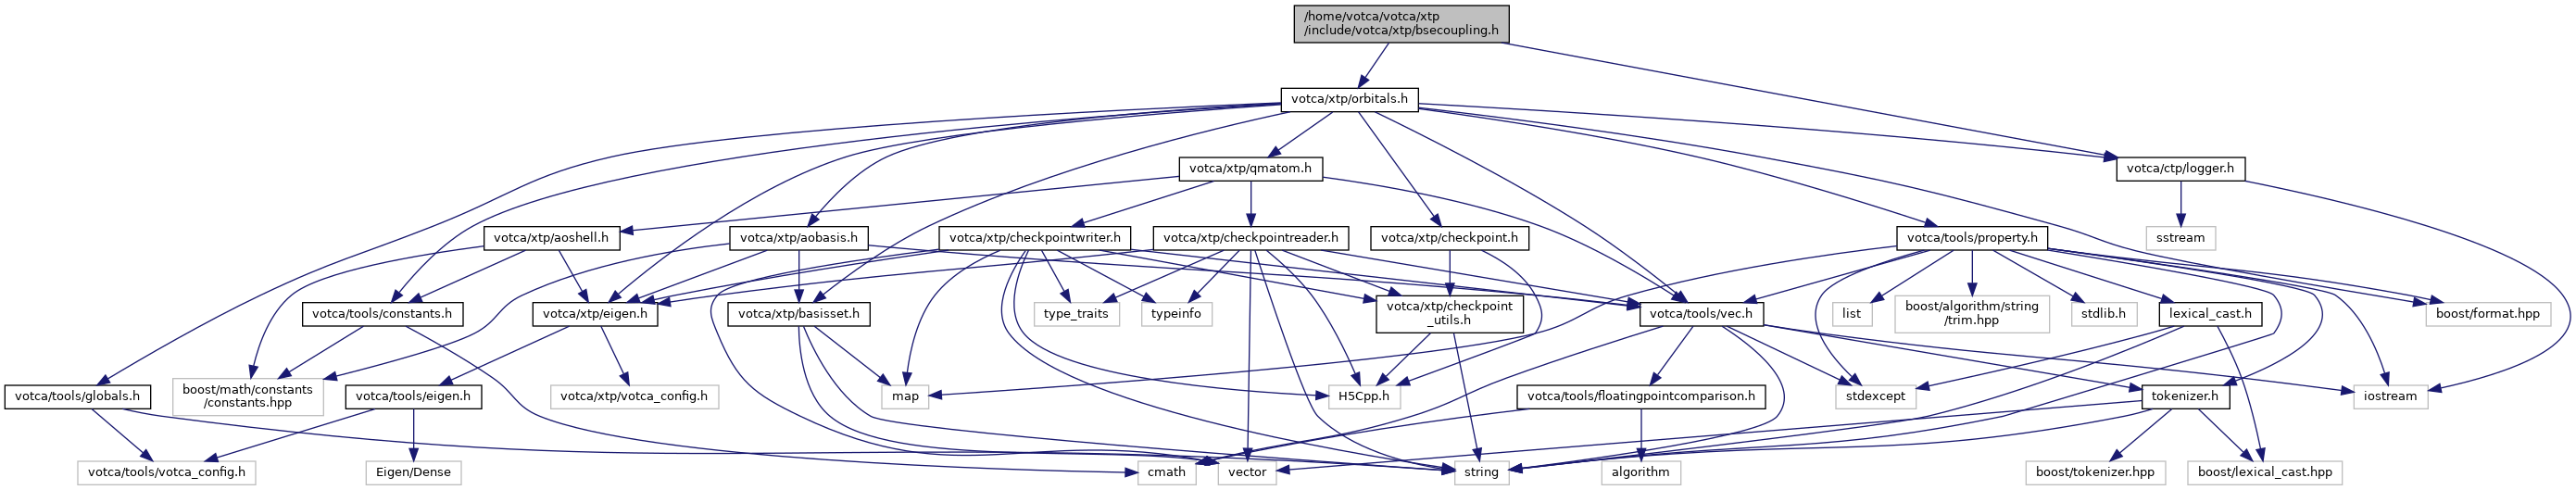 /home/votca/votca/xtp
/include/votca/xtp/bsecoupling.h
votca/xtp/orbitals.h
votca/xtp/qmatom.h
votca/ctp/logger.h
votca/xtp/aoshell.h
votca/xtp/aobasis.h
votca/xtp/checkpointwriter.h
votca/xtp/checkpointreader.h
votca/xtp/checkpoint.h
votca/tools/property.h
sstream
votca/tools/constants.h
votca/xtp/eigen.h
votca/xtp/basisset.h
type_traits
typeinfo
votca/xtp/checkpoint
_utils.h
votca/tools/vec.h
list
boost/algorithm/string
/trim.hpp
stdlib.h
lexical_cast.h
boost/format.hpp
votca/tools/globals.h
boost/math/constants
/constants.hpp
votca/tools/eigen.h
votca/xtp/votca_config.h
map
H5Cpp.h
votca/tools/floatingpointcomparison.h
stdexcept
tokenizer.h
iostream
votca/tools/votca_config.h
Eigen/Dense
cmath
vector
string
algorithm
boost/tokenizer.hpp
boost/lexical_cast.hpp